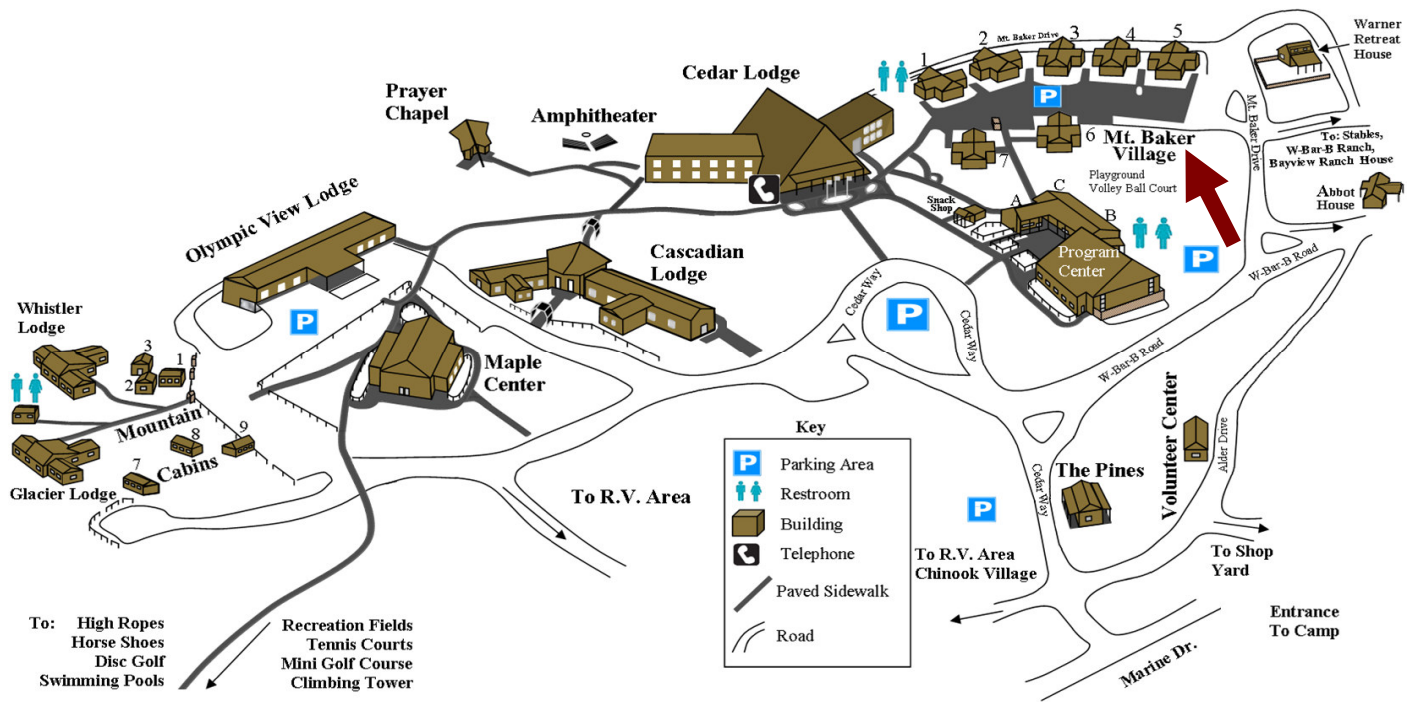 Warner
Retreat
House
Mt. Baker Drive
1
2
3
4
5
Cedar Lodge
Prayer
Chapel
Amphitheater
P
6
7
Mt. Baker
Village
Playground
Volley Ball Court
Mt. Baker Drive
To: Stables,
W-Bar-B Ranch,
Bayview Ranch House
Abbot
House
Snack
Shop
A
C
B
Program
Center
P
W-Bar-B Road
Olympic View Lodge
Cascadian
Lodge
Cedar Way
P
Cedar Way
W-Bar-B Road
Whistler
Lodge
P
3
1
2
Maple
Center
Mountain
Cabins
8
9
7
Glacier Lodge
To R.V. Area
Key
P Parking Area
Restroom
Building
Telephone
Paved Sidewalk
Road
Cedar Way
The Pines
Volunteer Center
Alder Drive
P
To R.V. Area
Chinook Village
To Shop
Yard
Entrance
To Camp
Marine Dr.
To: High Ropes
Horse Shoes
Disc Golf
Swimming Pools
Recreation Fields
Tennis Courts
Mini Golf Course
Climbing Tower